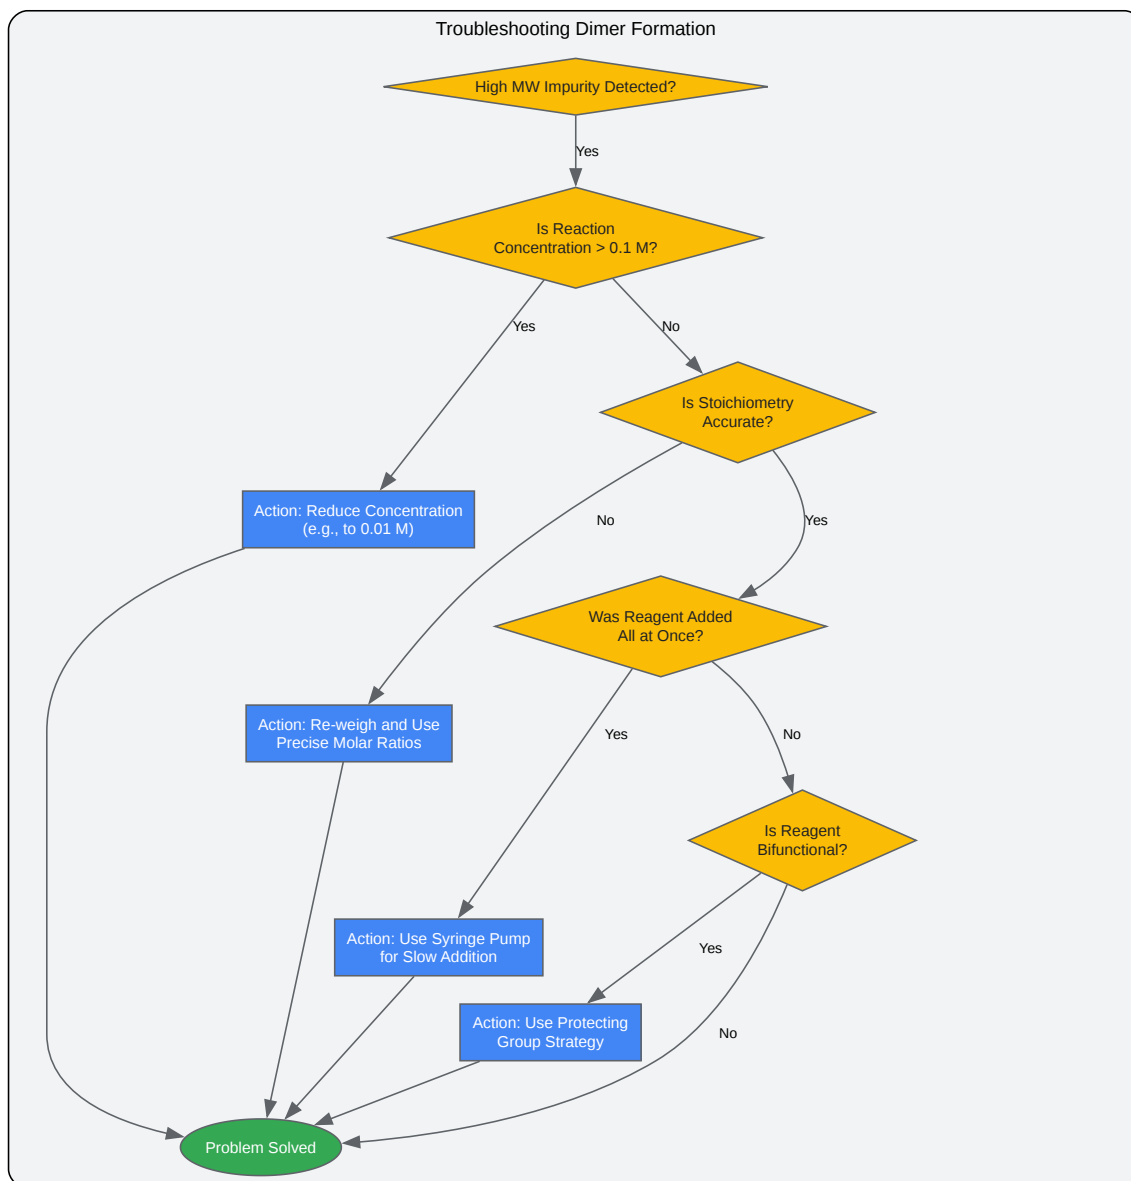 Troubleshooting Dimer Formation
High MW Impurity Detected?
Yes
Is Reaction
Concentration > 0.1 M?
Yes
No
Is Stoichiometry
Accurate?
Action: Reduce Concentration
(e.g., to 0.01 M)
No
Yes
Was Reagent Added
All at Once?
Action: Re-weigh and Use
Precise Molar Ratios
Yes
No
Is Reagent
Bifunctional?
Action: Use Syringe Pump
for Slow Addition
Yes
Action: Use Protecting
Group Strategy
No
Problem Solved